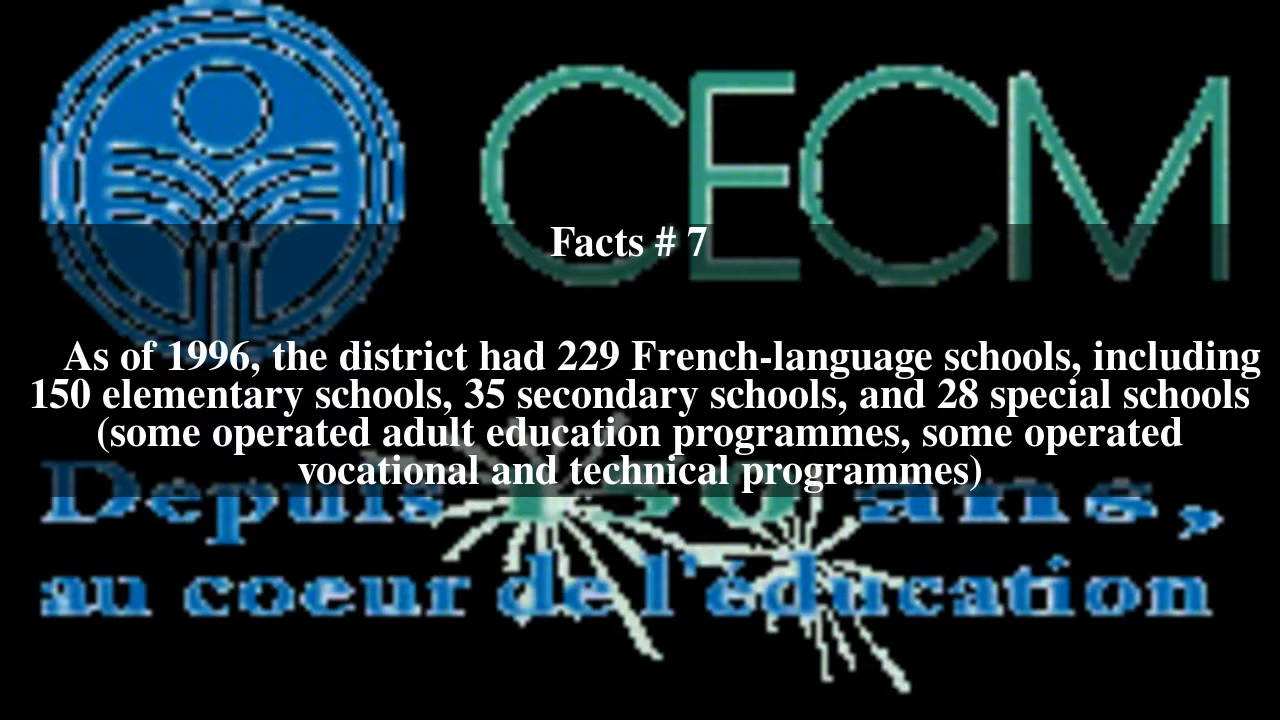 CECM
Facts # 7
As of 1996, the district had 229 French-language schools, including
150 elementary schools, 35 secondary schools, and 28 special schools
(some operated adult education programmes, some operated
vocational and technical programmes)
Depuis 150 ans,
au coeur de l'éducation